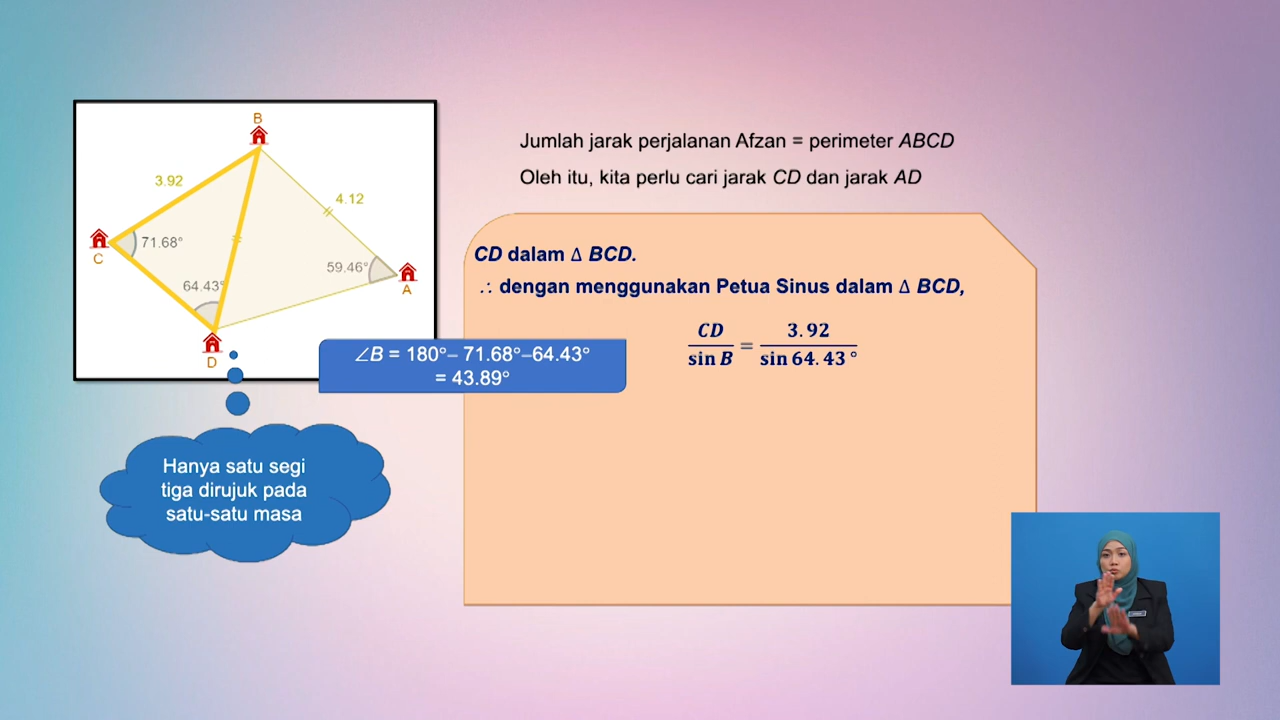 Jumlah jarak perjalanan Afzan = perimeter ABCD
Oleh itu, kita perlu cari jarak CD dan jarak AD
B
3.92
4.12
71.68°
C
59.46°
A
64.43°
D
CD dalam Δ BCD.
∴ dengan menggunakan Petua Sinus dalam Δ BCD,
CD/sin B = 3.92/sin 64.43°
∠B = 180°– 71.68°–64.43°
= 43.89°
Hanya satu segi
tiga dirujuk pada
satu-satu masa